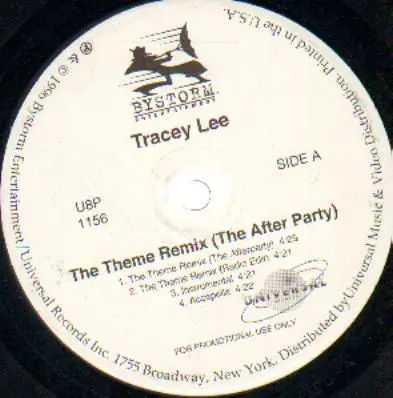 BYSTORM
ENTERTAINMENT
Tracey Lee
SIDE A
U8P
1156
The Theme Remix (The After Party)
1. The Theme Remix (The Afterparty) 4:25
2. The Theme Remix (Radio Edit) 4:21
3. Instrumental 4:21
4. Accapella 4:22
UNIVERSAL
FOR PROMOTIONAL USE ONLY
℗ & © 1996 Bystorm Entertainment/Universal Records Inc. 1755 Broadway, New York. Distributed by Universal Music & Video Distribution. Printed in the U.S.A.